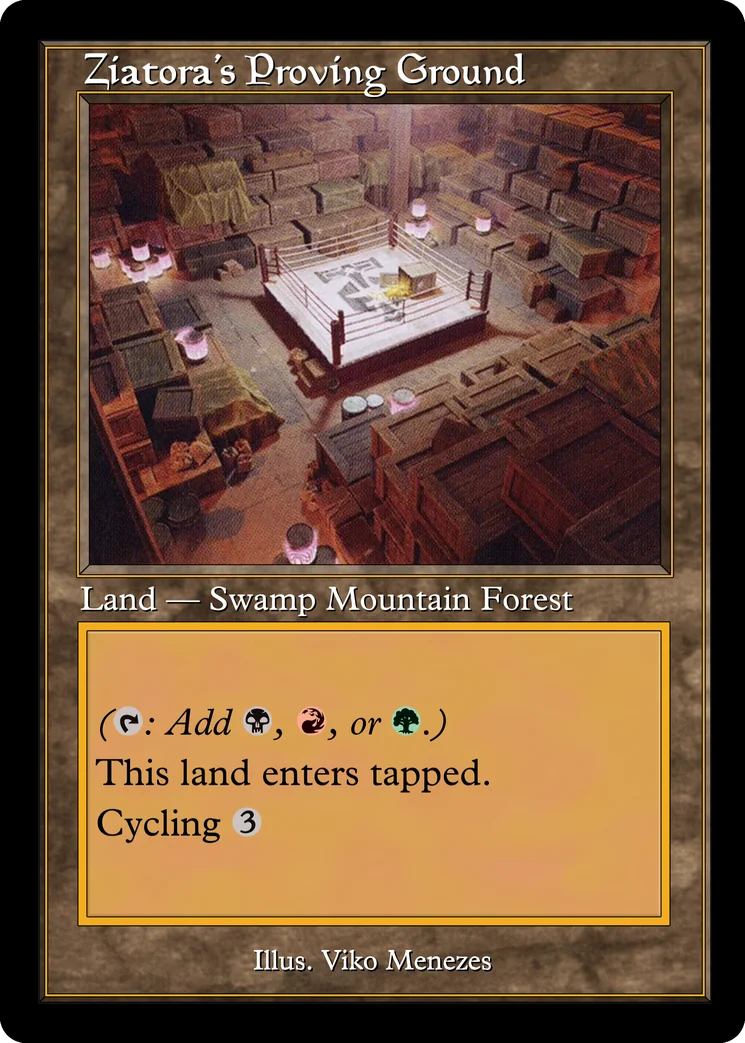 Ziatora's Proving Ground
Land — Swamp Mountain Forest
(: Add , , or .)
This land enters tapped.
Cycling 3
Illus. Viko Menezes